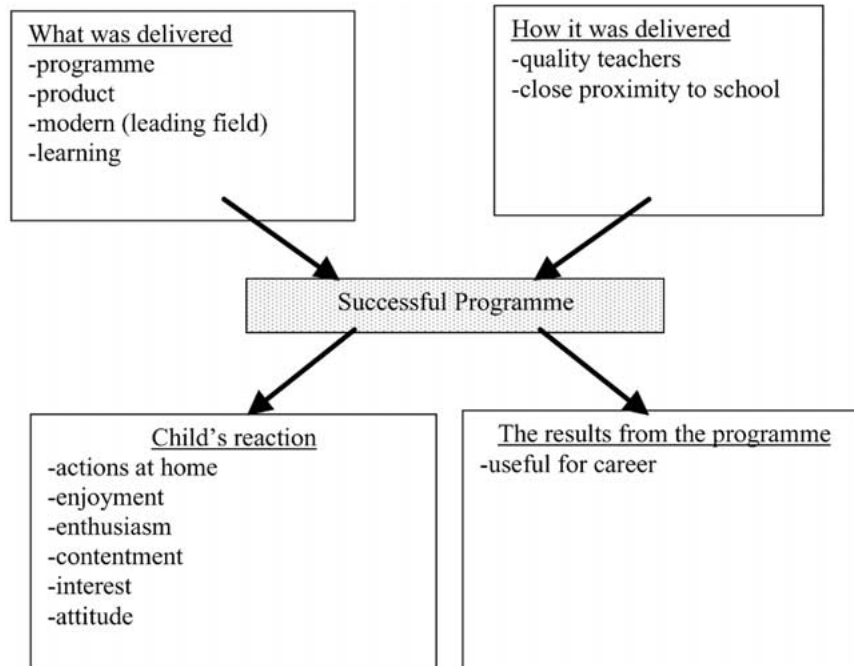 What was delivered
-programme
-product
-modern (leading field)
-learning
How it was delivered
-quality teachers
-close proximity to school
Successful Programme
Child’s reaction
-actions at home
-enjoyment
-enthusiasm
-contentment
-interest
-attitude
The results from the programme
-useful for career